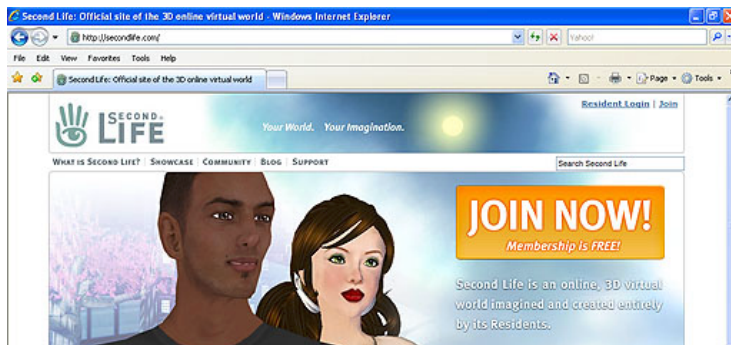 Second Life: Official site of the 3D online virtual world - Windows Internet Explorer
http://secondlife.com/
Yahoo!
File Edit View Favorites Tools Help
Second Life: Official site of the 3D online virtual world
Page Tools
Resident Login | Join
SECOND LIFE
Your World. Your Imagination.
WHAT IS SECOND LIFE? SHOWCASE COMMUNITY BLOG SUPPORT
Search Second Life
JOIN NOW!
Membership is FREE!
Second Life is an online, 3D virtual
world imagined and created entirely
by its Residents.